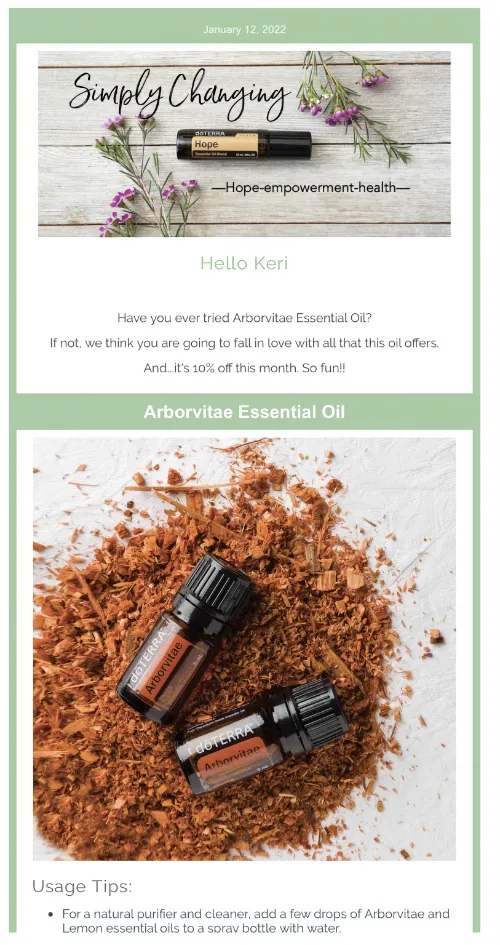 January 12, 2022
Simply Changing
dōTERRA
Hope
Essential Oil Blend
—Hope-empowerment-health—
Hello Keri
Have you ever tried Arborvitae Essential Oil?
If not, we think you are going to fall in love with all that this oil offers.
And...it's 10% off this month. So fun!!
Arborvitae Essential Oil
dōTERRA
Arborvitae
dōTERRA
Arborvitae
Usage Tips:
• For a natural purifier and cleaner, add a few drops of Arborvitae and
Lemon essential oils to a spray bottle with water.